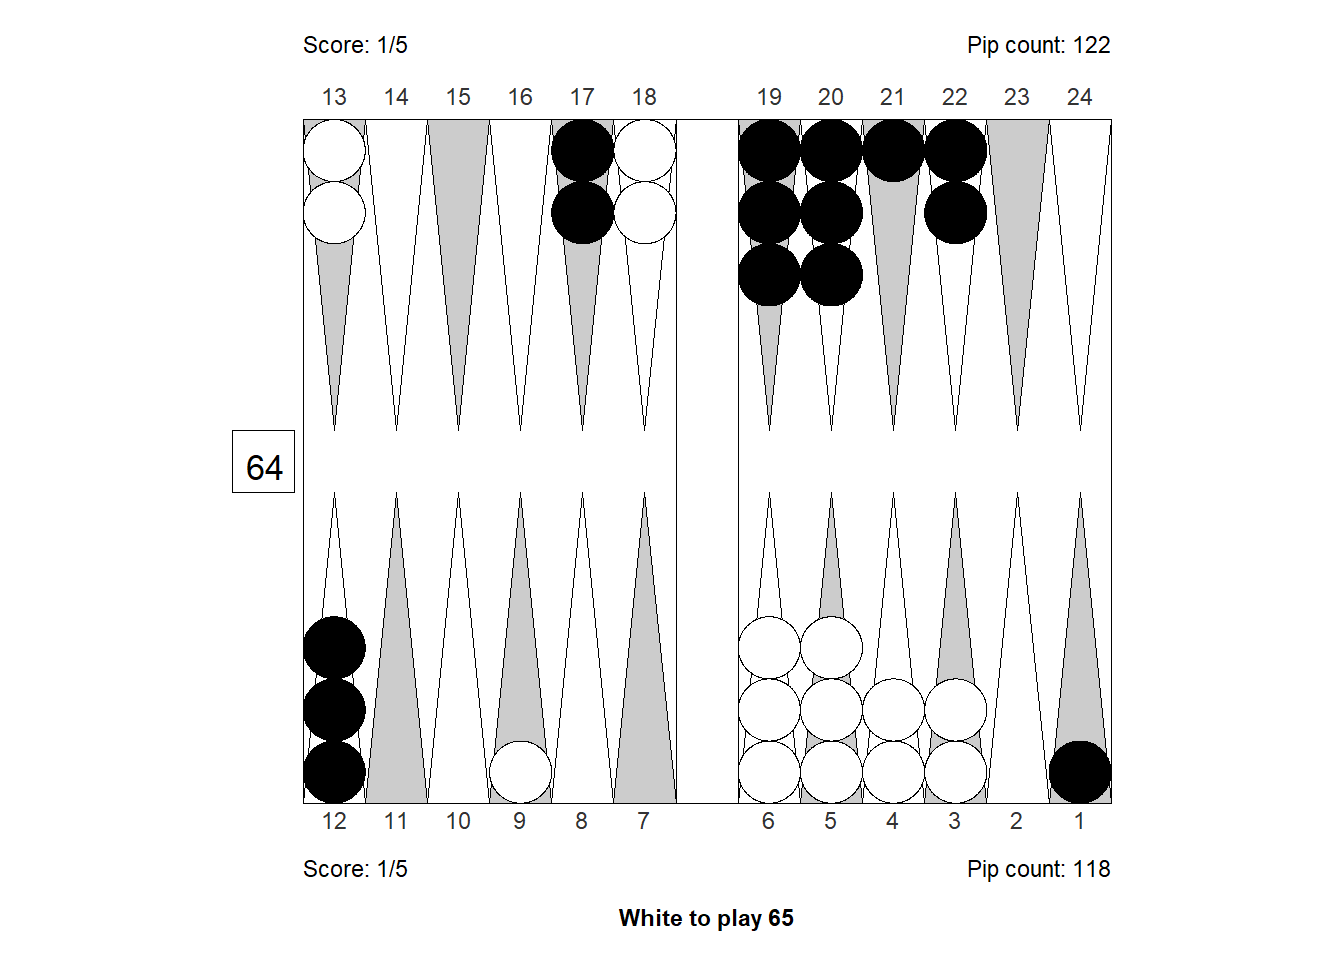 Score: 1/5 Pip count: 122
13 14 15 16 17 18 19 20 21 22 23 24
64
12 11 10 9 8 7 6 5 4 3 2 1
Score: 1/5 Pip count: 118
White to play 65